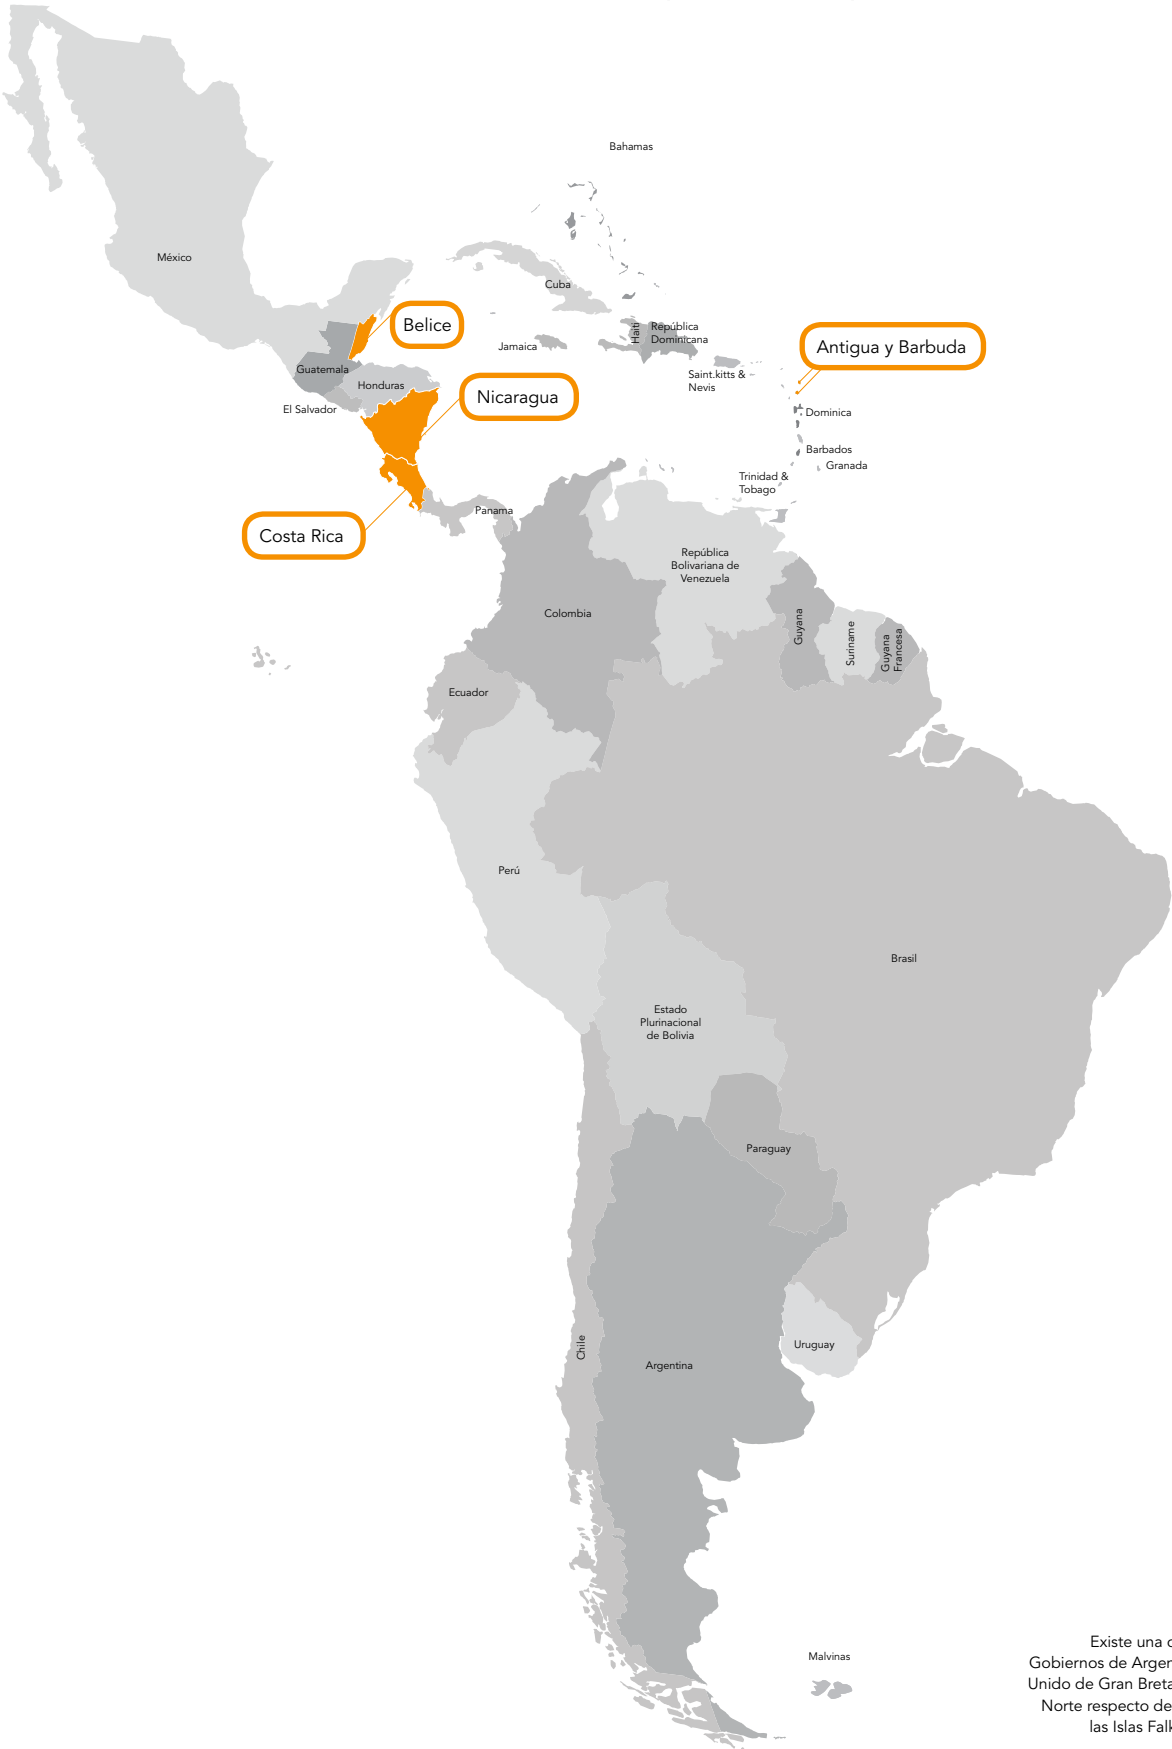 Bahamas
México
Cuba
Belice
Haití
República
Dominicana
Jamaica
Antigua y Barbuda
Guatemala
Saint.kitts &
Nevis
Honduras
Nicaragua
El Salvador
Dominica
Barbados
Granada
Trinidad &
Tobago
Panama
Costa Rica
República
Bolivariana de
Venezuela
Colombia
Guyana
Suriname
Guyana
Francesa
Ecuador
Perú
Brasil
Estado
Plurinacional
de Bolivia
Paraguay
Uruguay
Chile
Argentina
Malvinas
Existe una
Gobiernos de
Unido de Gran
Norte respecto de
las Islas